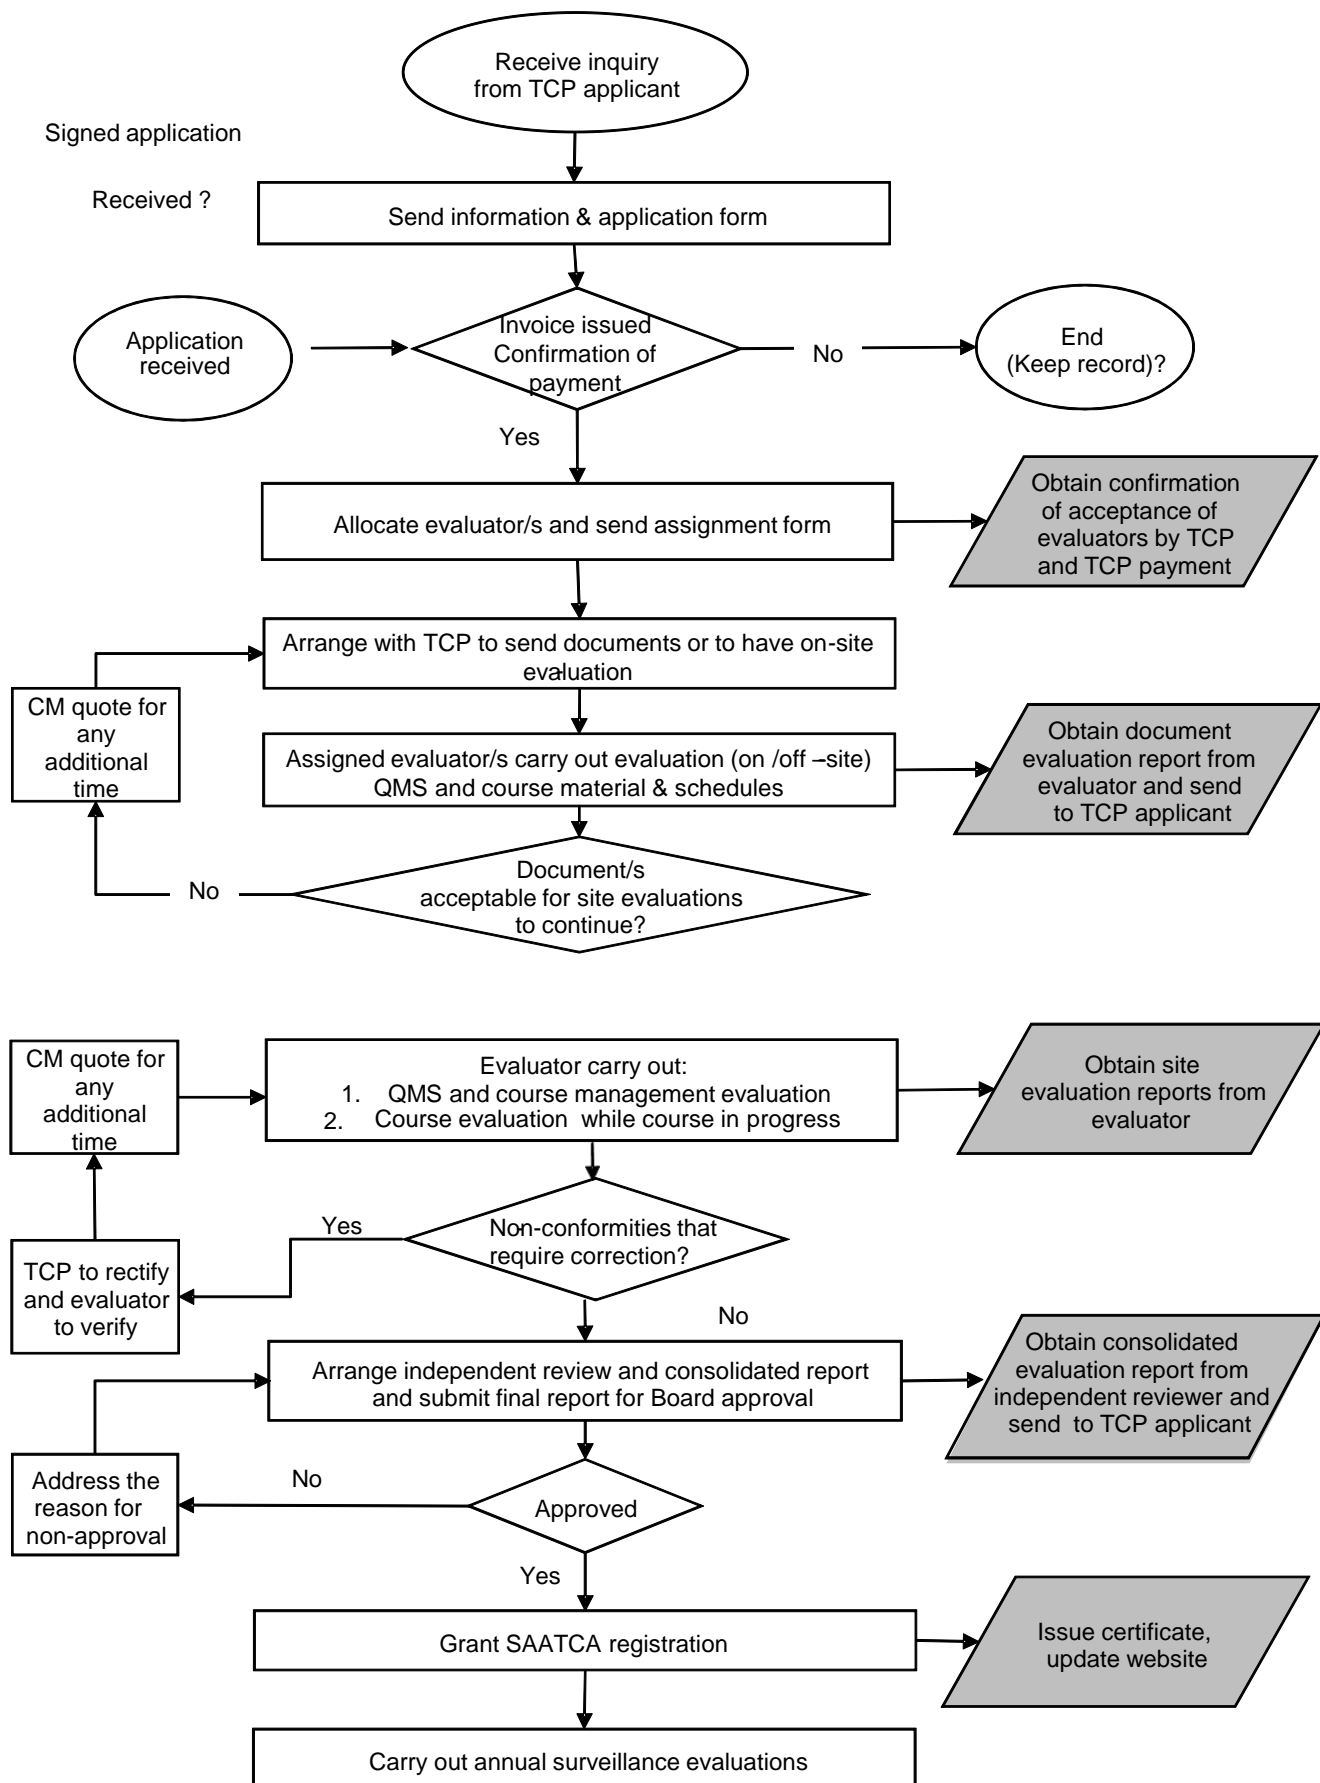 Receive inquiry
from TCP applicant
Signed application
Received ?
Send information & application form
Application
received
Invoice issued
Confirmation of
payment
No
End
(Keep record)?
Yes
Allocate evaluator/s and send assignment form
Obtain confirmation
of acceptance of
evaluators by TCP
and TCP payment
Arrange with TCP to send documents or to have on-site
evaluation
CM quote for
any
additional
time
Assigned evaluator/s carry out evaluation (on /off –site)
QMS and course material & schedules
Obtain document
evaluation report from
evaluator and send
to TCP applicant
Document/s
acceptable for site evaluations
to continue?
No
CM quote for
any
additional
time
Evaluator carry out:
1. QMS and course management evaluation
2. Course evaluation while course in progress
Obtain site
evaluation reports from
evaluator
Yes
Non-conformities that
require correction?
TCP to rectify
and evaluator
to verify
No
Arrange independent review and consolidated report
and submit final report for Board approval
Obtain consolidated
evaluation report from
independent reviewer and
send to TCP applicant
Address the
reason for
non-approval
No
Approved
Yes
Grant SAATCA registration
Issue certificate,
update website
Carry out annual surveillance evaluations